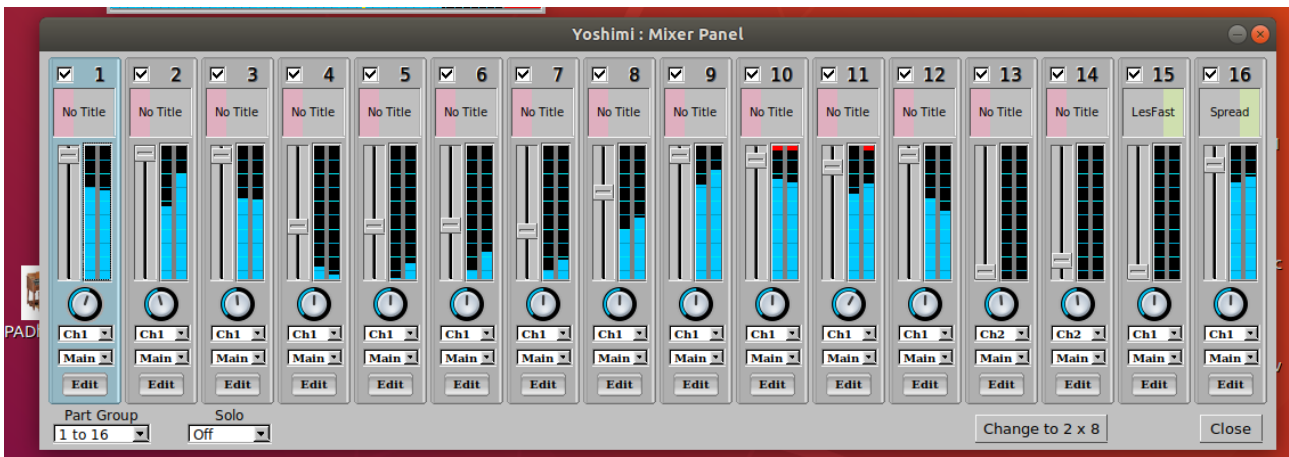 Yoshimi : Mixer Panel
1 2 3 4 5 6 7 8 9 10 11 12 13 14 15 16
No Title No Title No Title No Title No Title No Title No Title No Title No Title No Title No Title No Title No Title No Title LesFast Spread
Ch1 Ch1 Ch1 Ch1 Ch1 Ch1 Ch1 Ch1 Ch1 Ch1 Ch1 Ch1 Ch2 Ch2 Ch1 Ch1
PAD
Main Main Main Main Main Main Main Main Main Main Main Main Main Main Main Main
Edit Edit Edit Edit Edit Edit Edit Edit Edit Edit Edit Edit Edit Edit Edit Edit
Part Group Solo
1 to 16 Off Change to 2 x 8 Close